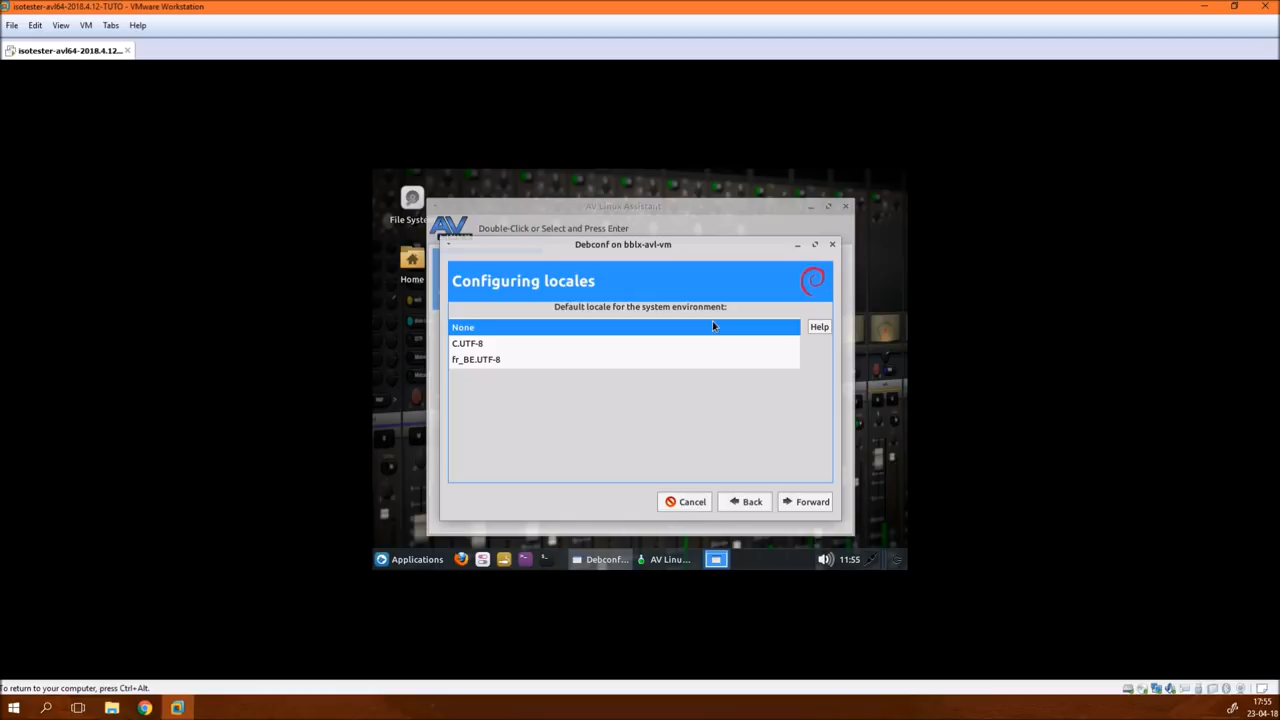 isotester-avl64-2018.4.12-TUTO - VMware Workstation
File Edit View VM Tabs Help
isotester-avl64-2018.4.12...
File Syste
AV Linux Assistant
AV
Double-Click or Select and Press Enter
Home
Debconf on bblx-avl-vm
Configuring locales
Default locale for the system environment:
None
Help
C.UTF-8
fr_BE.UTF-8
Cancel Back Forward
Applications Debconf... AV Linu... 11:55
To return to your computer, press Ctrl+Alt.
17:55
23-04-18